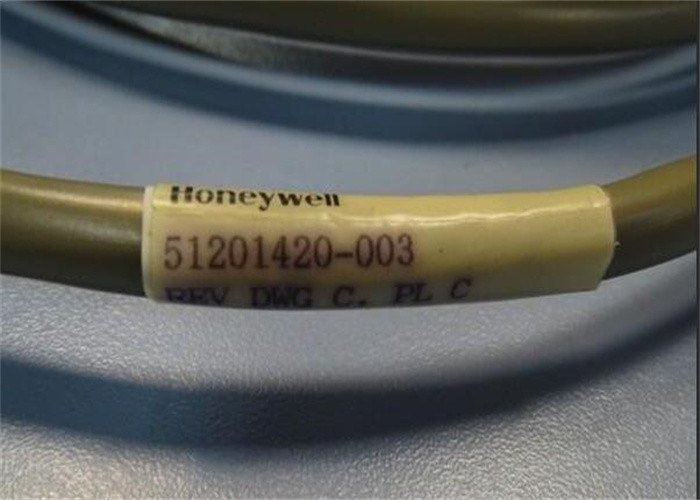 Honeywell
51201420-003
REV DWG C. PL C